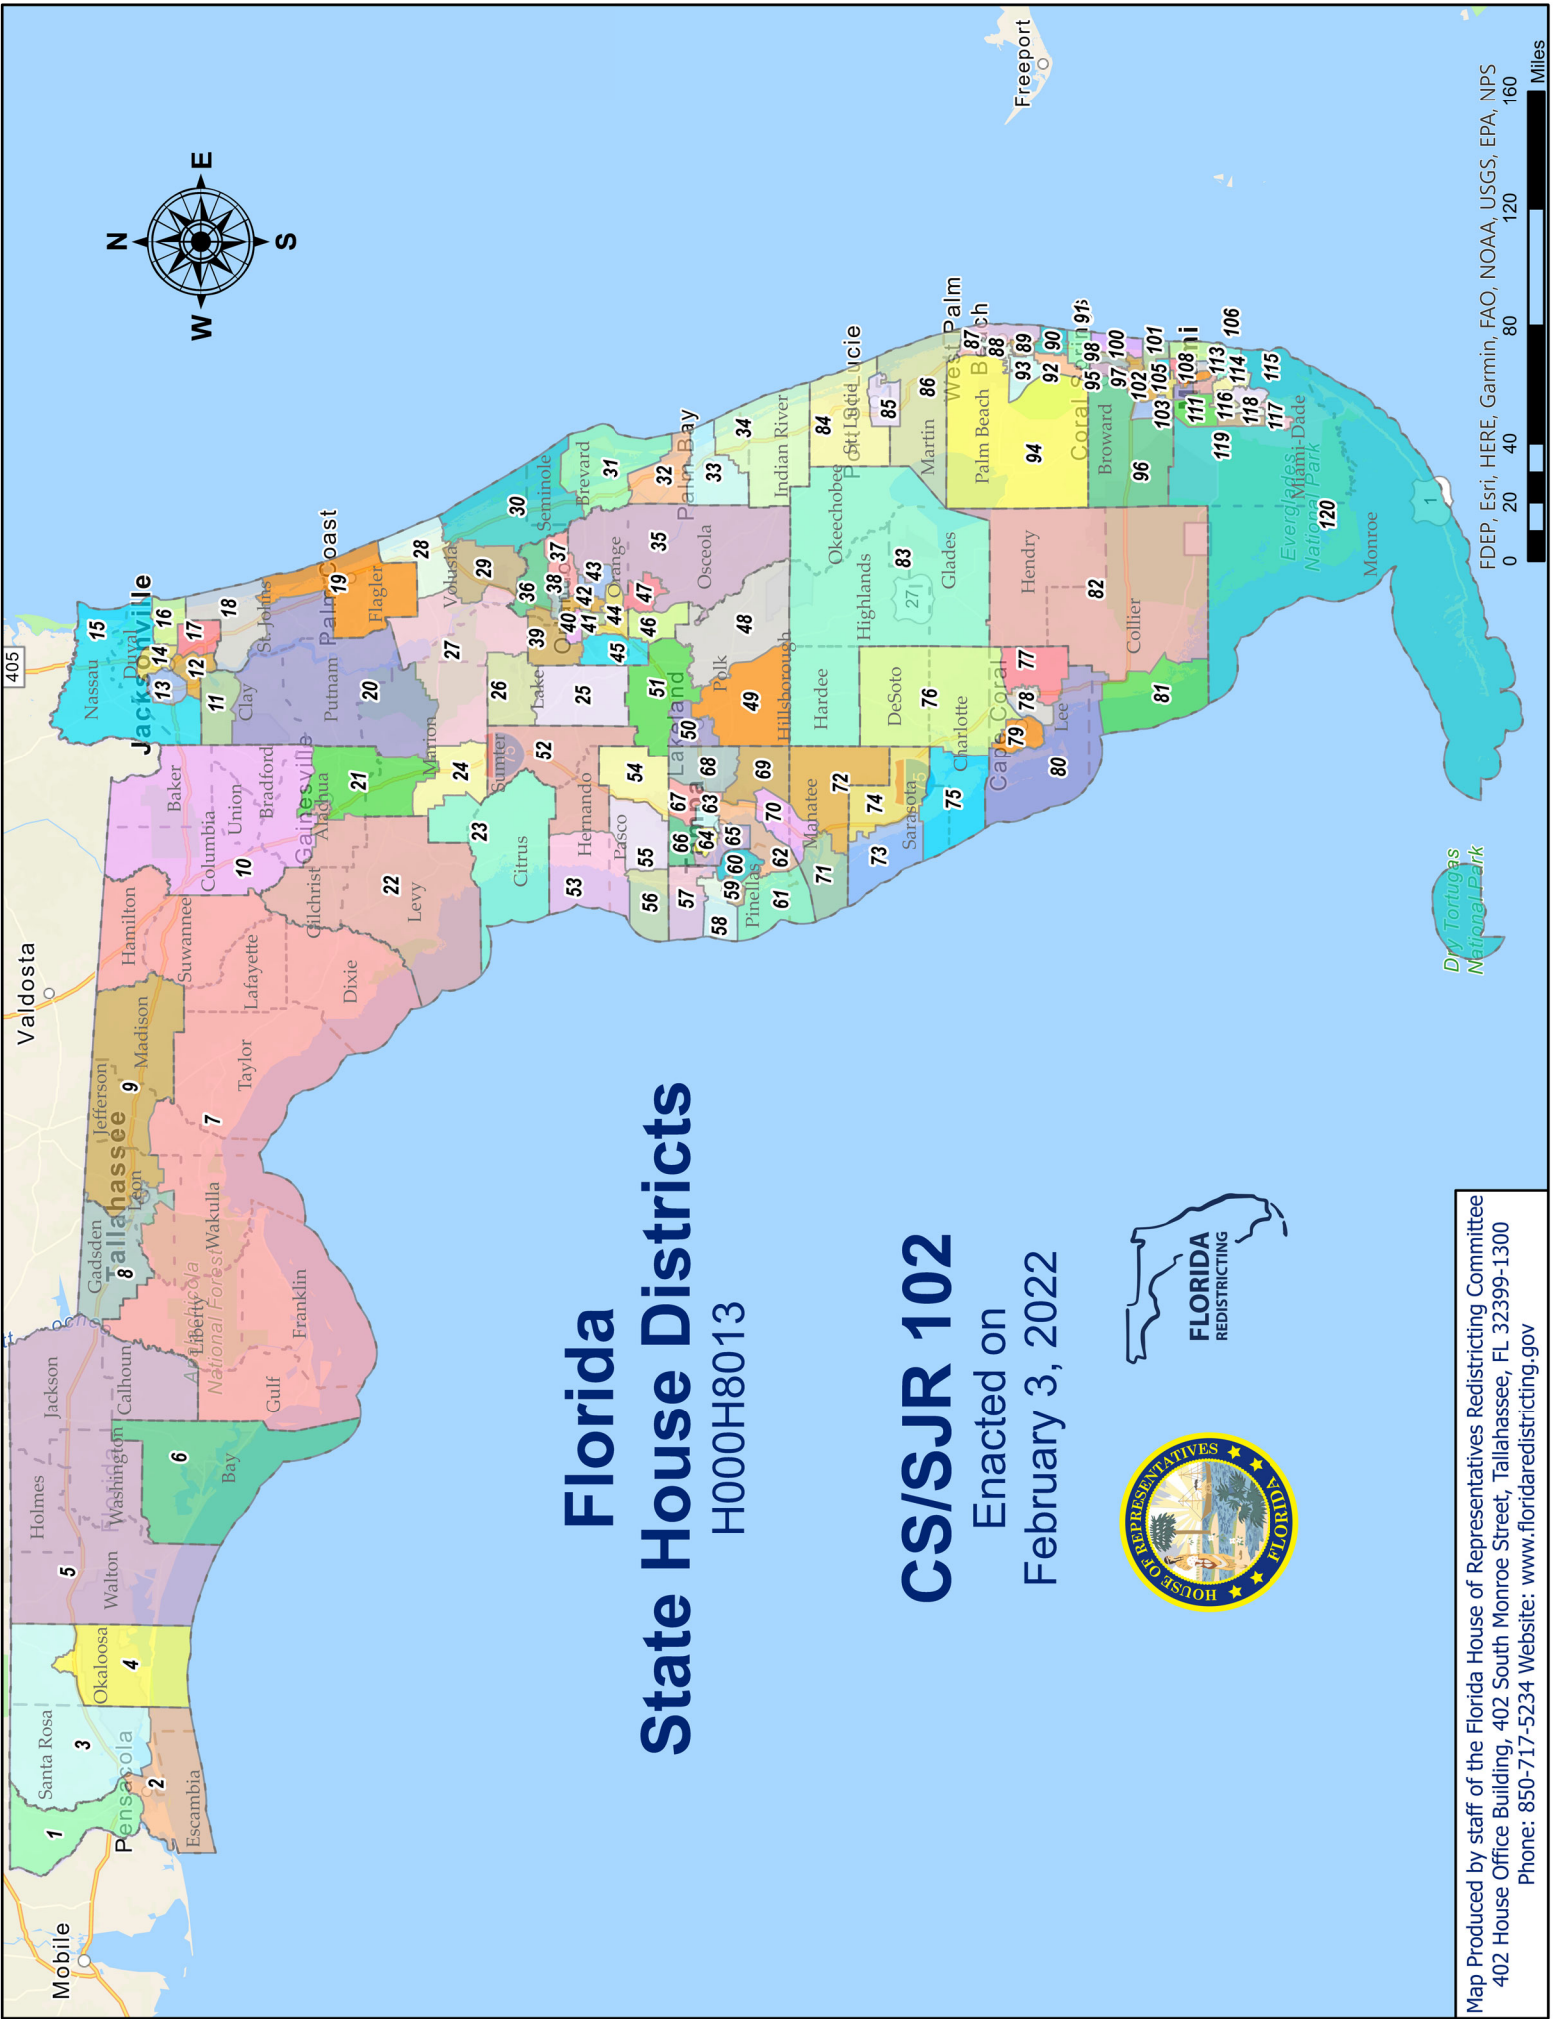 Florida
State House Districts
H000H8013
CS/SJR 102
Enacted on
February 3, 2022
HOUSE OF REPRESENTATIVES
FLORIDA
FLORIDA
REDISTRICTING
Map Produced by staff of the Florida House of Representatives Redistricting Committee
402 House Office Building, 402 South Monroe Street, Tallahassee, FL 32399-1300
Phone: 850-717-5234 Website: www.floridaredistricting.gov
N
W
E
S
FDEP, Esri, HERE, Garmin, FAO, NOAA, USGS, EPA, NPS
0 20 40 80 120 160
Miles
Mobile
Valdosta
Freeport
405
Pensacola
Tallahassee
Jacksonville
Gainesville
Palm Coast
Palm Bay
Lakeland
Port St. Lucie
West Palm
Beach
Cape Coral
Coral Springs
Apalachicola
National Forest
Everglades
National Park
Dry Tortugas
National Park
Florida
75
27
1
Escambia
Santa Rosa
Okaloosa
Walton
Holmes
Washington
Bay
Jackson
Calhoun
Gulf
Liberty
Franklin
Gadsden
Leon
Wakulla
Jefferson
Madison
Taylor
Hamilton
Suwannee
Lafayette
Dixie
Columbia
Baker
Union
Bradford
Gilchrist
Alachua
Levy
Nassau
Duval
Clay
St. Johns
Putnam
Flagler
Marion
Volusia
Citrus
Sumter
Lake
Hernando
Pasco
Pinellas
Hillsborough
Polk
Seminole
Orange
Osceola
Brevard
Indian River
Manatee
Hardee
Highlands
Okeechobee
St. Lucie
Sarasota
DeSoto
Charlotte
Glades
Martin
Lee
Hendry
Palm Beach
Collier
Broward
Miami-Dade
Monroe
1
2
3
4
5
6
7
8
9
10
11
12
13
14
15
16
17
18
19
20
21
22
23
24
25
26
27
28
29
30
31
32
33
34
35
36
37
38
39
40
41
42
43
44
45
46
47
48
49
50
51
52
53
54
55
56
57
58
59
60
61
62
63
64
65
66
67
68
69
70
71
72
73
74
75
76
77
78
79
80
81
82
83
84
85
86
87
88
89
90
91
92
93
94
95
96
97
98
100
101
102
103
105
106
108
111
113
114
115
116
117
118
119
120